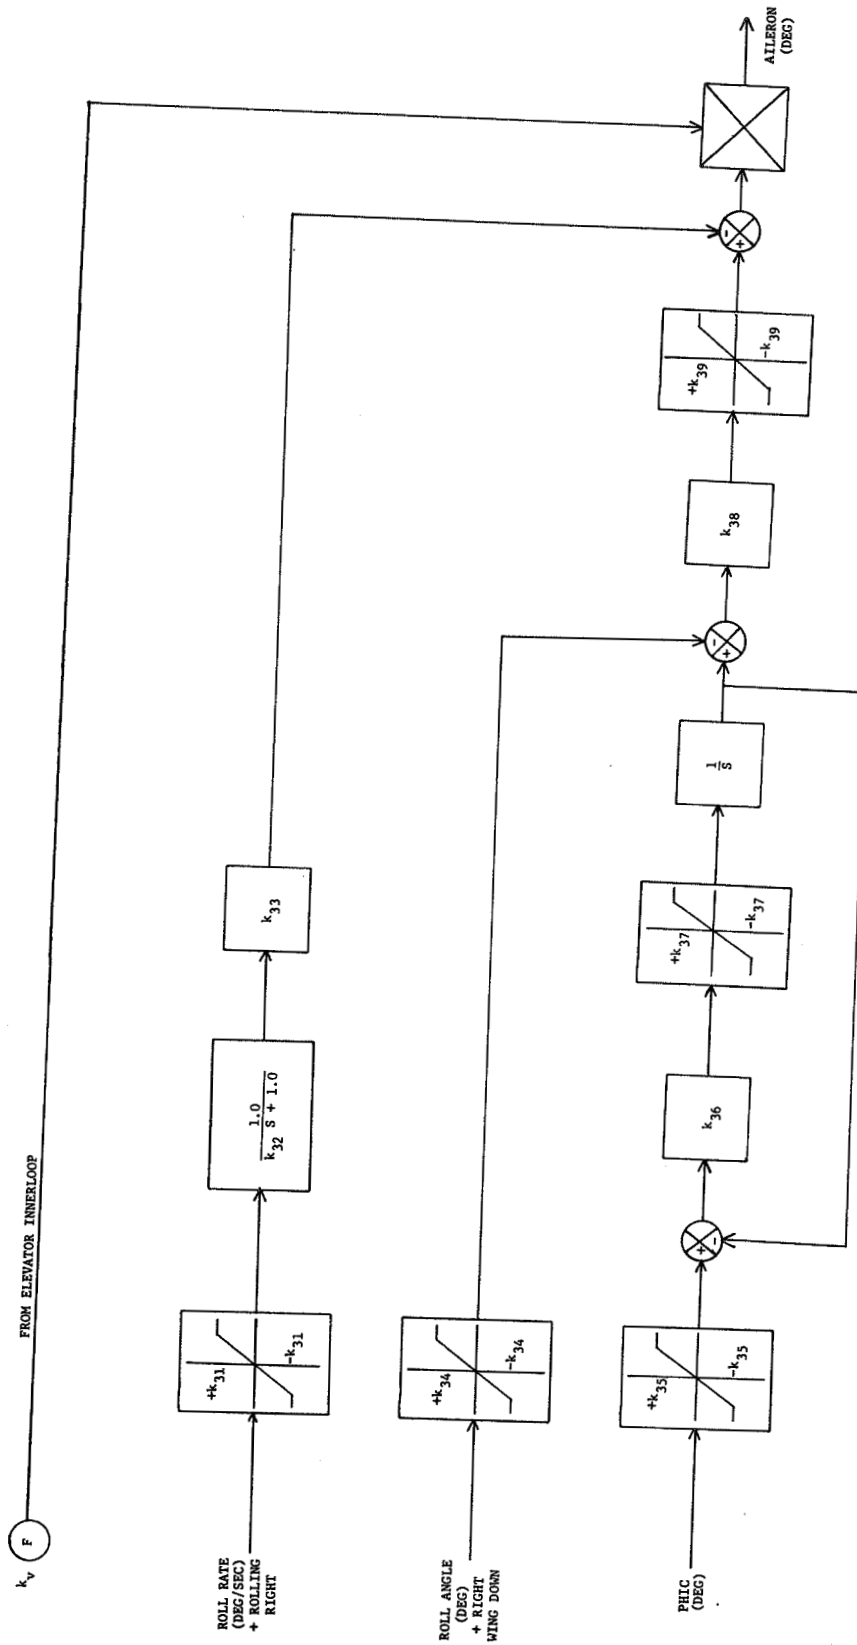 k_v
F
FROM ELEVATOR INNERLOOP
ROLL RATE
(DEG/SEC)
+ ROLLING
RIGHT
+k_31
-k_31
1.0
k_32 S + 1.0
k_33
ROLL ANGLE
(DEG)
+ RIGHT
WING DOWN
+k_34
-k_34
PHIC
(DEG)
+k_35
-k_35
+
-
k_36
+k_37
-k_37
1
S
+
-
k_38
+k_39
-k_39
+
-
AILERON
(DEG)